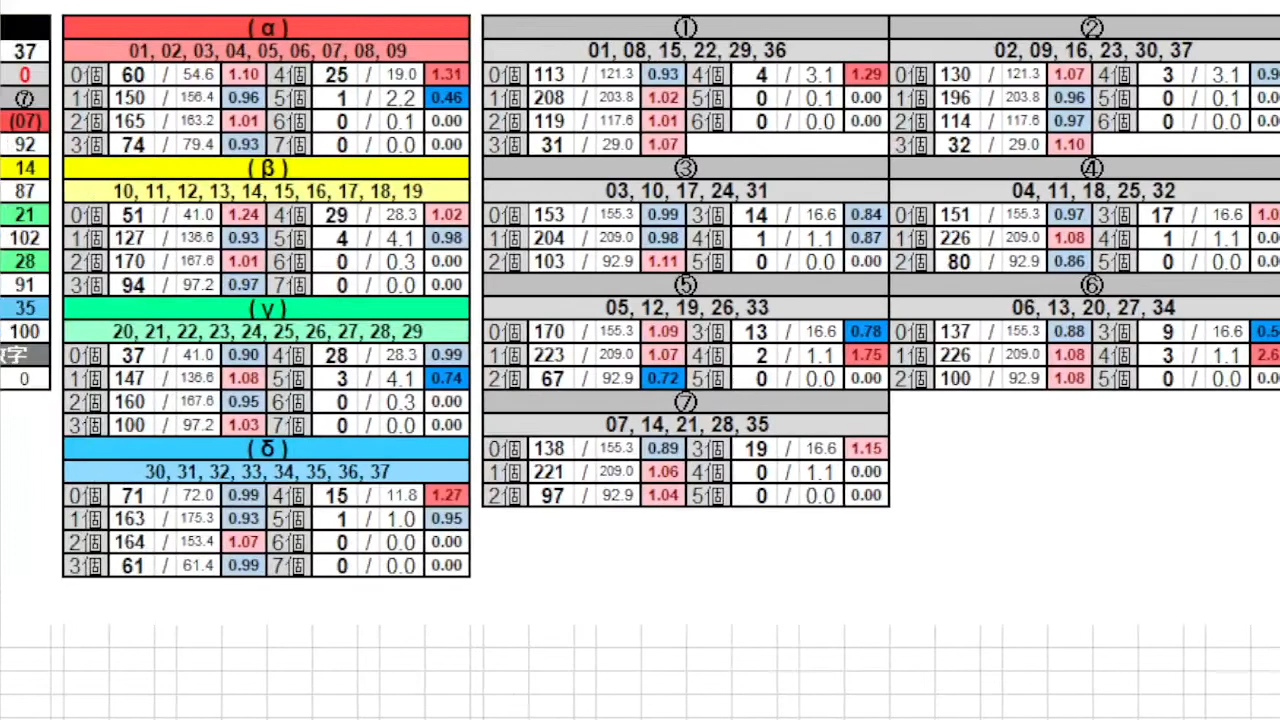 37
0
⑦
(07)
92
14
87
21
102
28
91
35
100
数字
0
(α)
01, 02, 03, 04, 05, 06, 07, 08, 09
0個 60 / 54.6 1.10 4個 25 / 19.0 1.31
1個 150 / 156.4 0.96 5個 1 / 2.2 0.46
2個 165 / 163.2 1.01 6個 0 / 0.1 0.00
3個 74 / 79.4 0.93 7個 0 / 0.0 0.00
(β)
10, 11, 12, 13, 14, 15, 16, 17, 18, 19
0個 51 / 41.0 1.24 4個 29 / 28.3 1.02
1個 127 / 136.6 0.93 5個 4 / 4.1 0.98
2個 170 / 167.6 1.01 6個 0 / 0.3 0.00
3個 94 / 97.2 0.97 7個 0 / 0.0 0.00
(γ)
20, 21, 22, 23, 24, 25, 26, 27, 28, 29
0個 37 / 41.0 0.90 4個 28 / 28.3 0.99
1個 147 / 136.6 1.08 5個 3 / 4.1 0.74
2個 160 / 167.6 0.95 6個 0 / 0.3 0.00
3個 100 / 97.2 1.03 7個 0 / 0.0 0.00
(δ)
30, 31, 32, 33, 34, 35, 36, 37
0個 71 / 72.0 0.99 4個 15 / 11.8 1.27
1個 163 / 175.3 0.93 5個 1 / 1.0 0.95
2個 164 / 153.4 1.07 6個 0 / 0.0 0.00
3個 61 / 61.4 0.99 7個 0 / 0.0 0.00
①
01, 08, 15, 22, 29, 36
0個 113 / 121.3 0.93 4個 4 / 3.1 1.29
1個 208 / 203.8 1.02 5個 0 / 0.1 0.00
2個 119 / 117.6 1.01 6個 0 / 0.0 0.00
3個 31 / 29.0 1.07
③
03, 10, 17, 24, 31
0個 153 / 155.3 0.99 3個 14 / 16.6 0.84
1個 204 / 209.0 0.98 4個 1 / 1.1 0.87
2個 103 / 92.9 1.11 5個 0 / 0.0 0.00
⑤
05, 12, 19, 26, 33
0個 170 / 155.3 1.09 3個 13 / 16.6 0.78
1個 223 / 209.0 1.07 4個 2 / 1.1 1.75
2個 67 / 92.9 0.72 5個 0 / 0.0 0.00
⑦
07, 14, 21, 28, 35
0個 138 / 155.3 0.89 3個 19 / 16.6 1.15
1個 221 / 209.0 1.06 4個 0 / 1.1 0.00
2個 97 / 92.9 1.04 5個 0 / 0.0 0.00
②
02, 09, 16, 23, 30, 37
0個 130 / 121.3 1.07 4個 3 / 3.1
1個 196 / 203.8 0.96 5個 0 / 0.1
2個 114 / 117.6 0.97 6個 0 / 0.0
3個 32 / 29.0 1.10
④
04, 11, 18, 25, 32
0個 151 / 155.3 0.97 3個 17 / 16.6
1個 226 / 209.0 1.08 4個 1 / 1.1
2個 80 / 92.9 0.86 5個 0 / 0.0
⑥
06, 13, 20, 27, 34
0個 137 / 155.3 0.88 3個 9 / 16.6
1個 226 / 209.0 1.08 4個 3 / 1.1
2個 100 / 92.9 1.08 5個 0 / 0.0